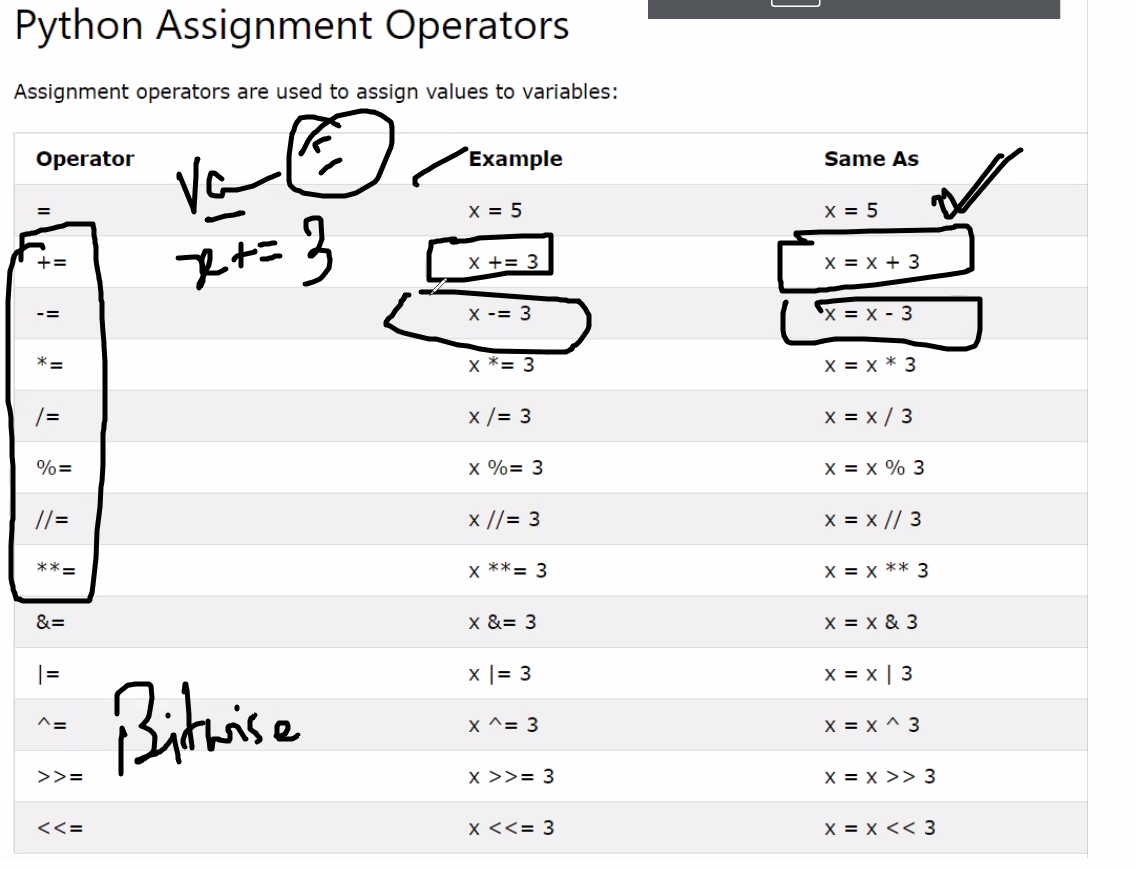 Python Assignment Operators
Assignment operators are used to assign values to variables:
Operator Example Same As
= x = 5 x = 5
+= x += 3 x += 3 x = x + 3
-= x -= 3 x = x - 3
*= x *= 3 x = x * 3
/= x /= 3 x = x / 3
%= x %= 3 x = x % 3
//= x //= 3 x = x // 3
**= x **= 3 x = x ** 3
&= x &= 3 x = x & 3
|= x |= 3 x = x | 3
^= Bitwise x ^= 3 x = x ^ 3
>>= x >>= 3 x = x >> 3
<<= x <<= 3 x = x << 3